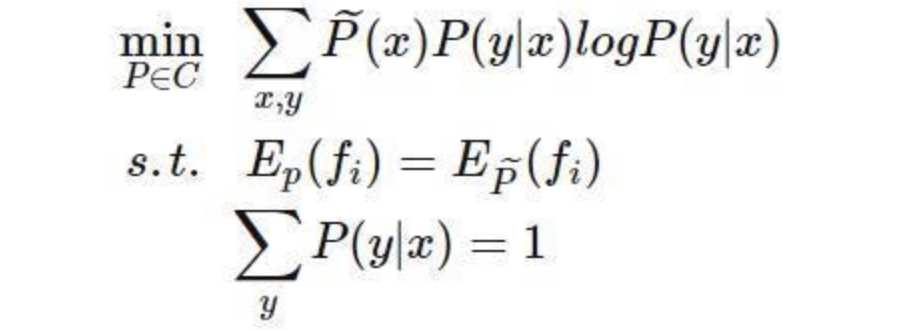 min P∈C ∑ x,y P̃(x)P(y|x)logP(y|x)
s.t. E_p(f_i) = E_P̃(f_i)
∑ y P(y|x) = 1